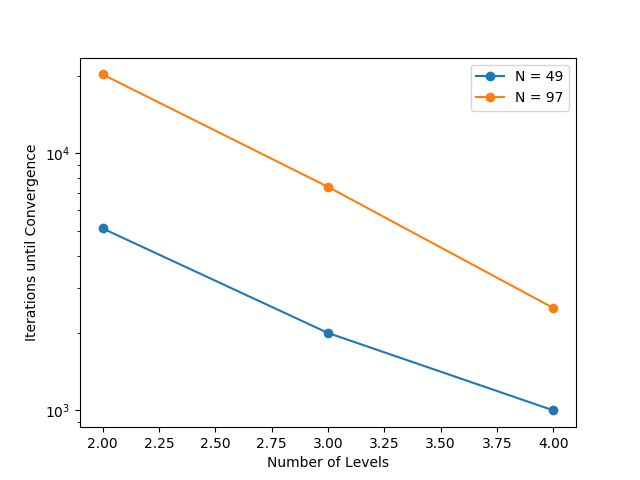 N = 49
N = 97
10^4
10^3
Iterations until Convergence
2.00 2.25 2.50 2.75 3.00 3.25 3.50 3.75 4.00
Number of Levels